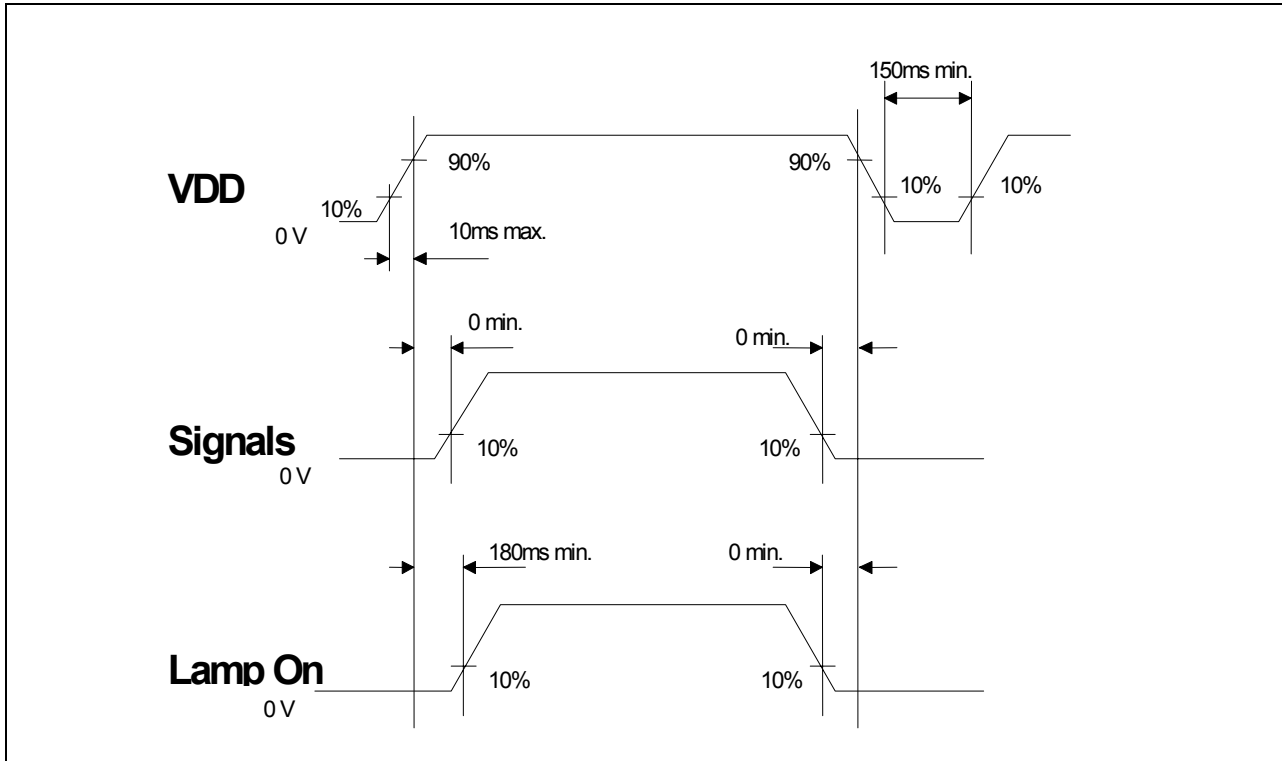 150ms min.
90%
90%
VDD
10%
10%
10%
0 V
10ms max.
0 min.
0 min.
Signals
10%
10%
0 V
180ms min.
0 min.
Lamp On
10%
10%
0 V